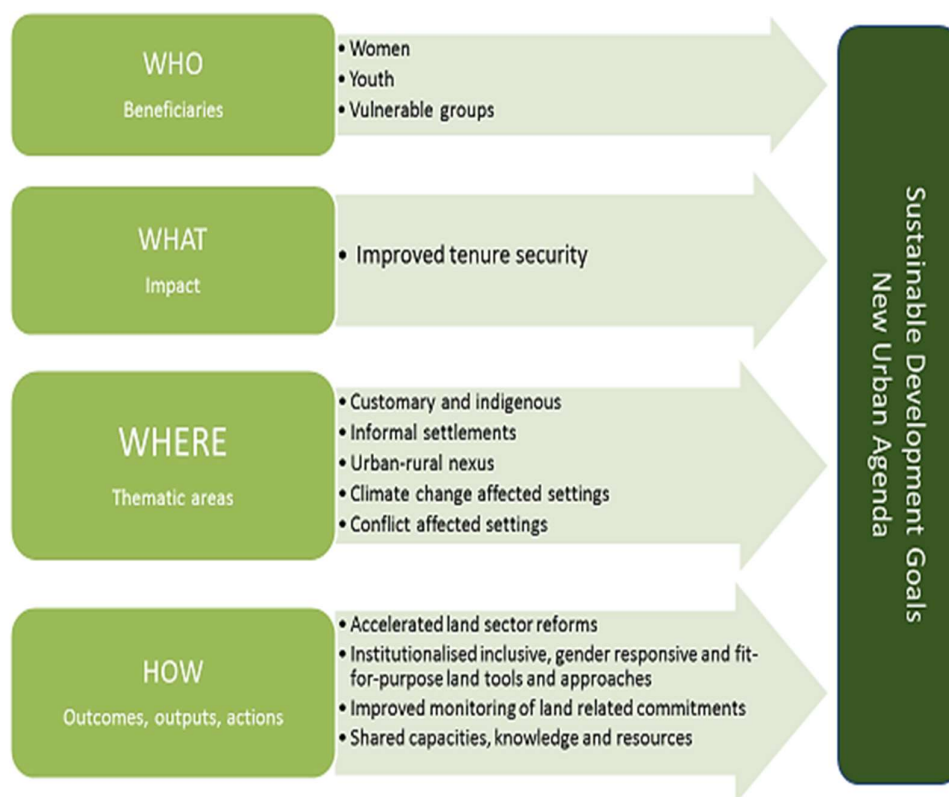 WHO
Beneficiaries
• Women
• Youth
• Vulnerable groups
WHAT
Impact
• Improved tenure security
WHERE
Thematic areas
• Customary and indigenous
• Informal settlements
• Urban-rural nexus
• Climate change affected settings
• Conflict affected settings
HOW
Outcomes, outputs, actions
• Accelerated land sector reforms
• Institutionalised inclusive, gender responsive and fit-
for-purpose land tools and approaches
• Improved monitoring of land related commitments
• Shared capacities, knowledge and resources
Sustainable Development Goals
New Urban Agenda